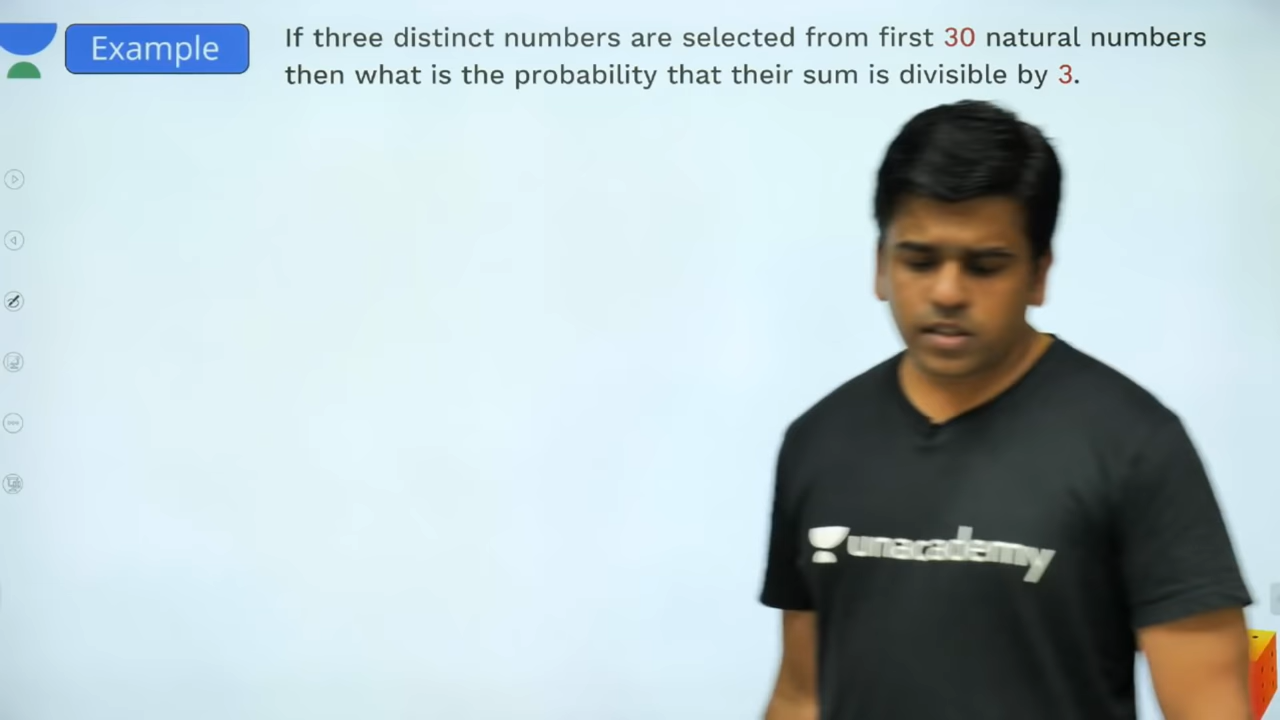 Example
If three distinct numbers are selected from first 30 natural numbers
then what is the probability that their sum is divisible by 3.
unacademy